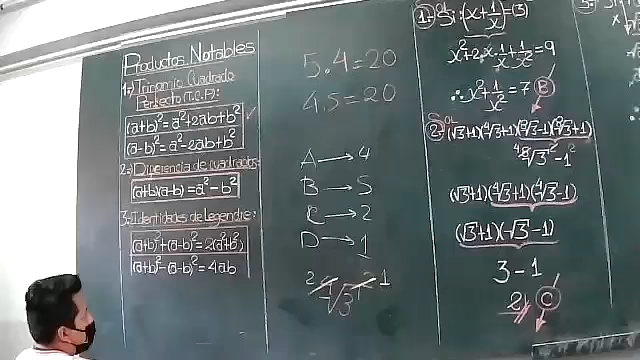 Productos Notables
1-) Trinomio Cuadrado
Perfecto (T.C.P):
(a+b)²=a²+2ab+b²
(a-b)²=a²-2ab+b²
2-) Diferencia de cuadrados:
(a+b)(a-b)=a²-b²
3-) Identidades de Legendre:
(a+b)²+(a-b)²=2(a²+b²)
(a+b)²-(a-b)²=4ab
5.4=20
4.5=20
A→4
B→5
C→2
D→1
1-) Si:(x+1/x)=(3)
x²+2.x.1/x+1/x²=9
∴x²+1/x²=7 B
2-) (√3+1)(⁴√3+1)(⁸√3-1)(⁸√3+1)
(√3+1)(⁴√3+1)(⁴√3-1)
(√3+1)(√3-1)
3-1
2 C